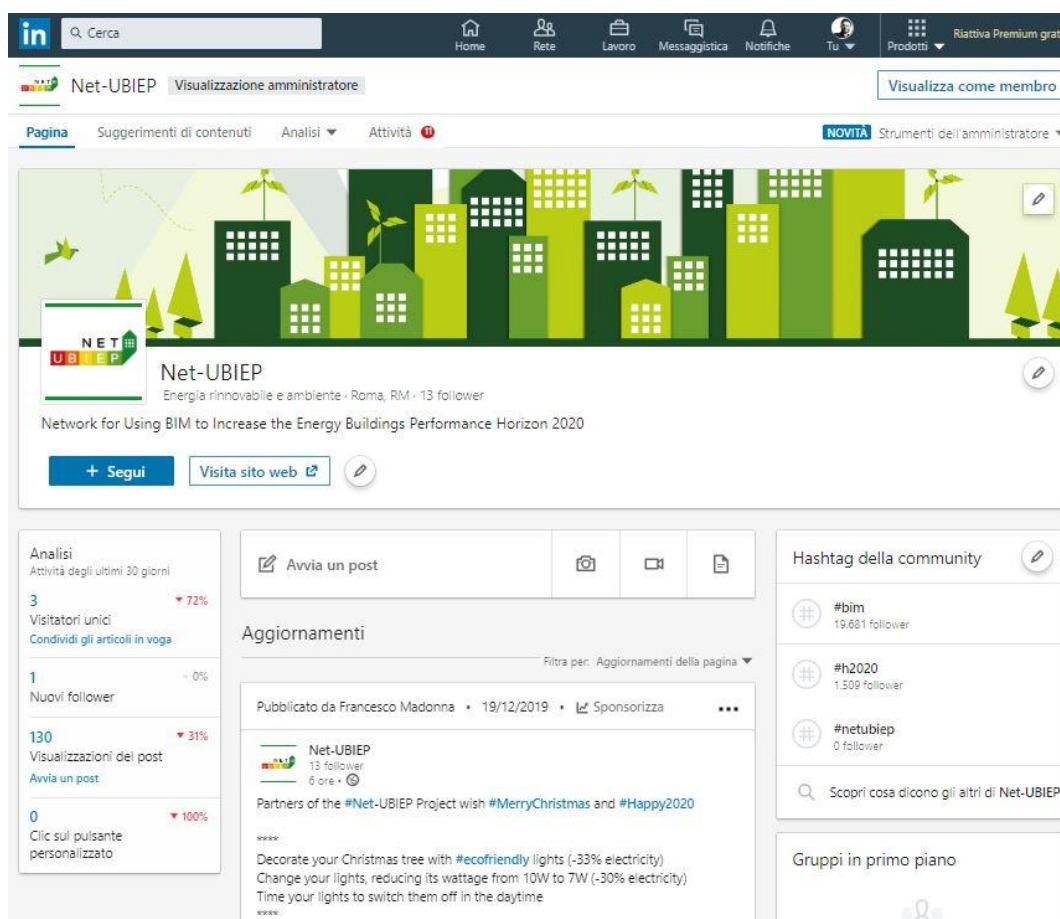 in
Cerca
Home
Rete
Lavoro
Messaggistica
Notifiche
Tu
Prodotti
Riattiva Premium grat
Net-UBIEP
Visualizzazione amministratore
Visualizza come membro
Pagina
Suggerimenti di contenuti
Analisi
Attività
11
NOVITÀ
Strumenti dell'amministratore
NET
UBIEP
Net-UBIEP
Energia rinnovabile e ambiente · Roma, RM · 13 follower
Network for Using BIM to Increase the Energy Buildings Performance Horizon 2020
+ Segui
Visita sito web
Analisi
Attività degli ultimi 30 giorni
3
72%
Visitatori unici
Condividi gli articoli in voga
1
- 0%
Nuovi follower
130
31%
Visualizzazioni del post
Avvia un post
0
100%
Clic sul pulsante
personalizzato
Avvia un post
Aggiornamenti
Filtra per: Aggiornamenti della pagina
Pubblicato da Francesco Madonna • 19/12/2019 • Sponsorizza
Net-UBIEP
13 follower
6 ore •
Partners of the #Net-UBIEP Project wish #MerryChristmas and #Happy2020
****
Decorate your Christmas tree with #ecofriendly lights (-33% electricity)
Change your lights, reducing its wattage from 10W to 7W (-30% electricity)
Time your lights to switch them off in the daytime
****
Hashtag della community
#bim
19.681 follower
#h2020
1.509 follower
#netubiep
0 follower
Scopri cosa dicono gli altri di Net-UBIEP
Gruppi in primo piano